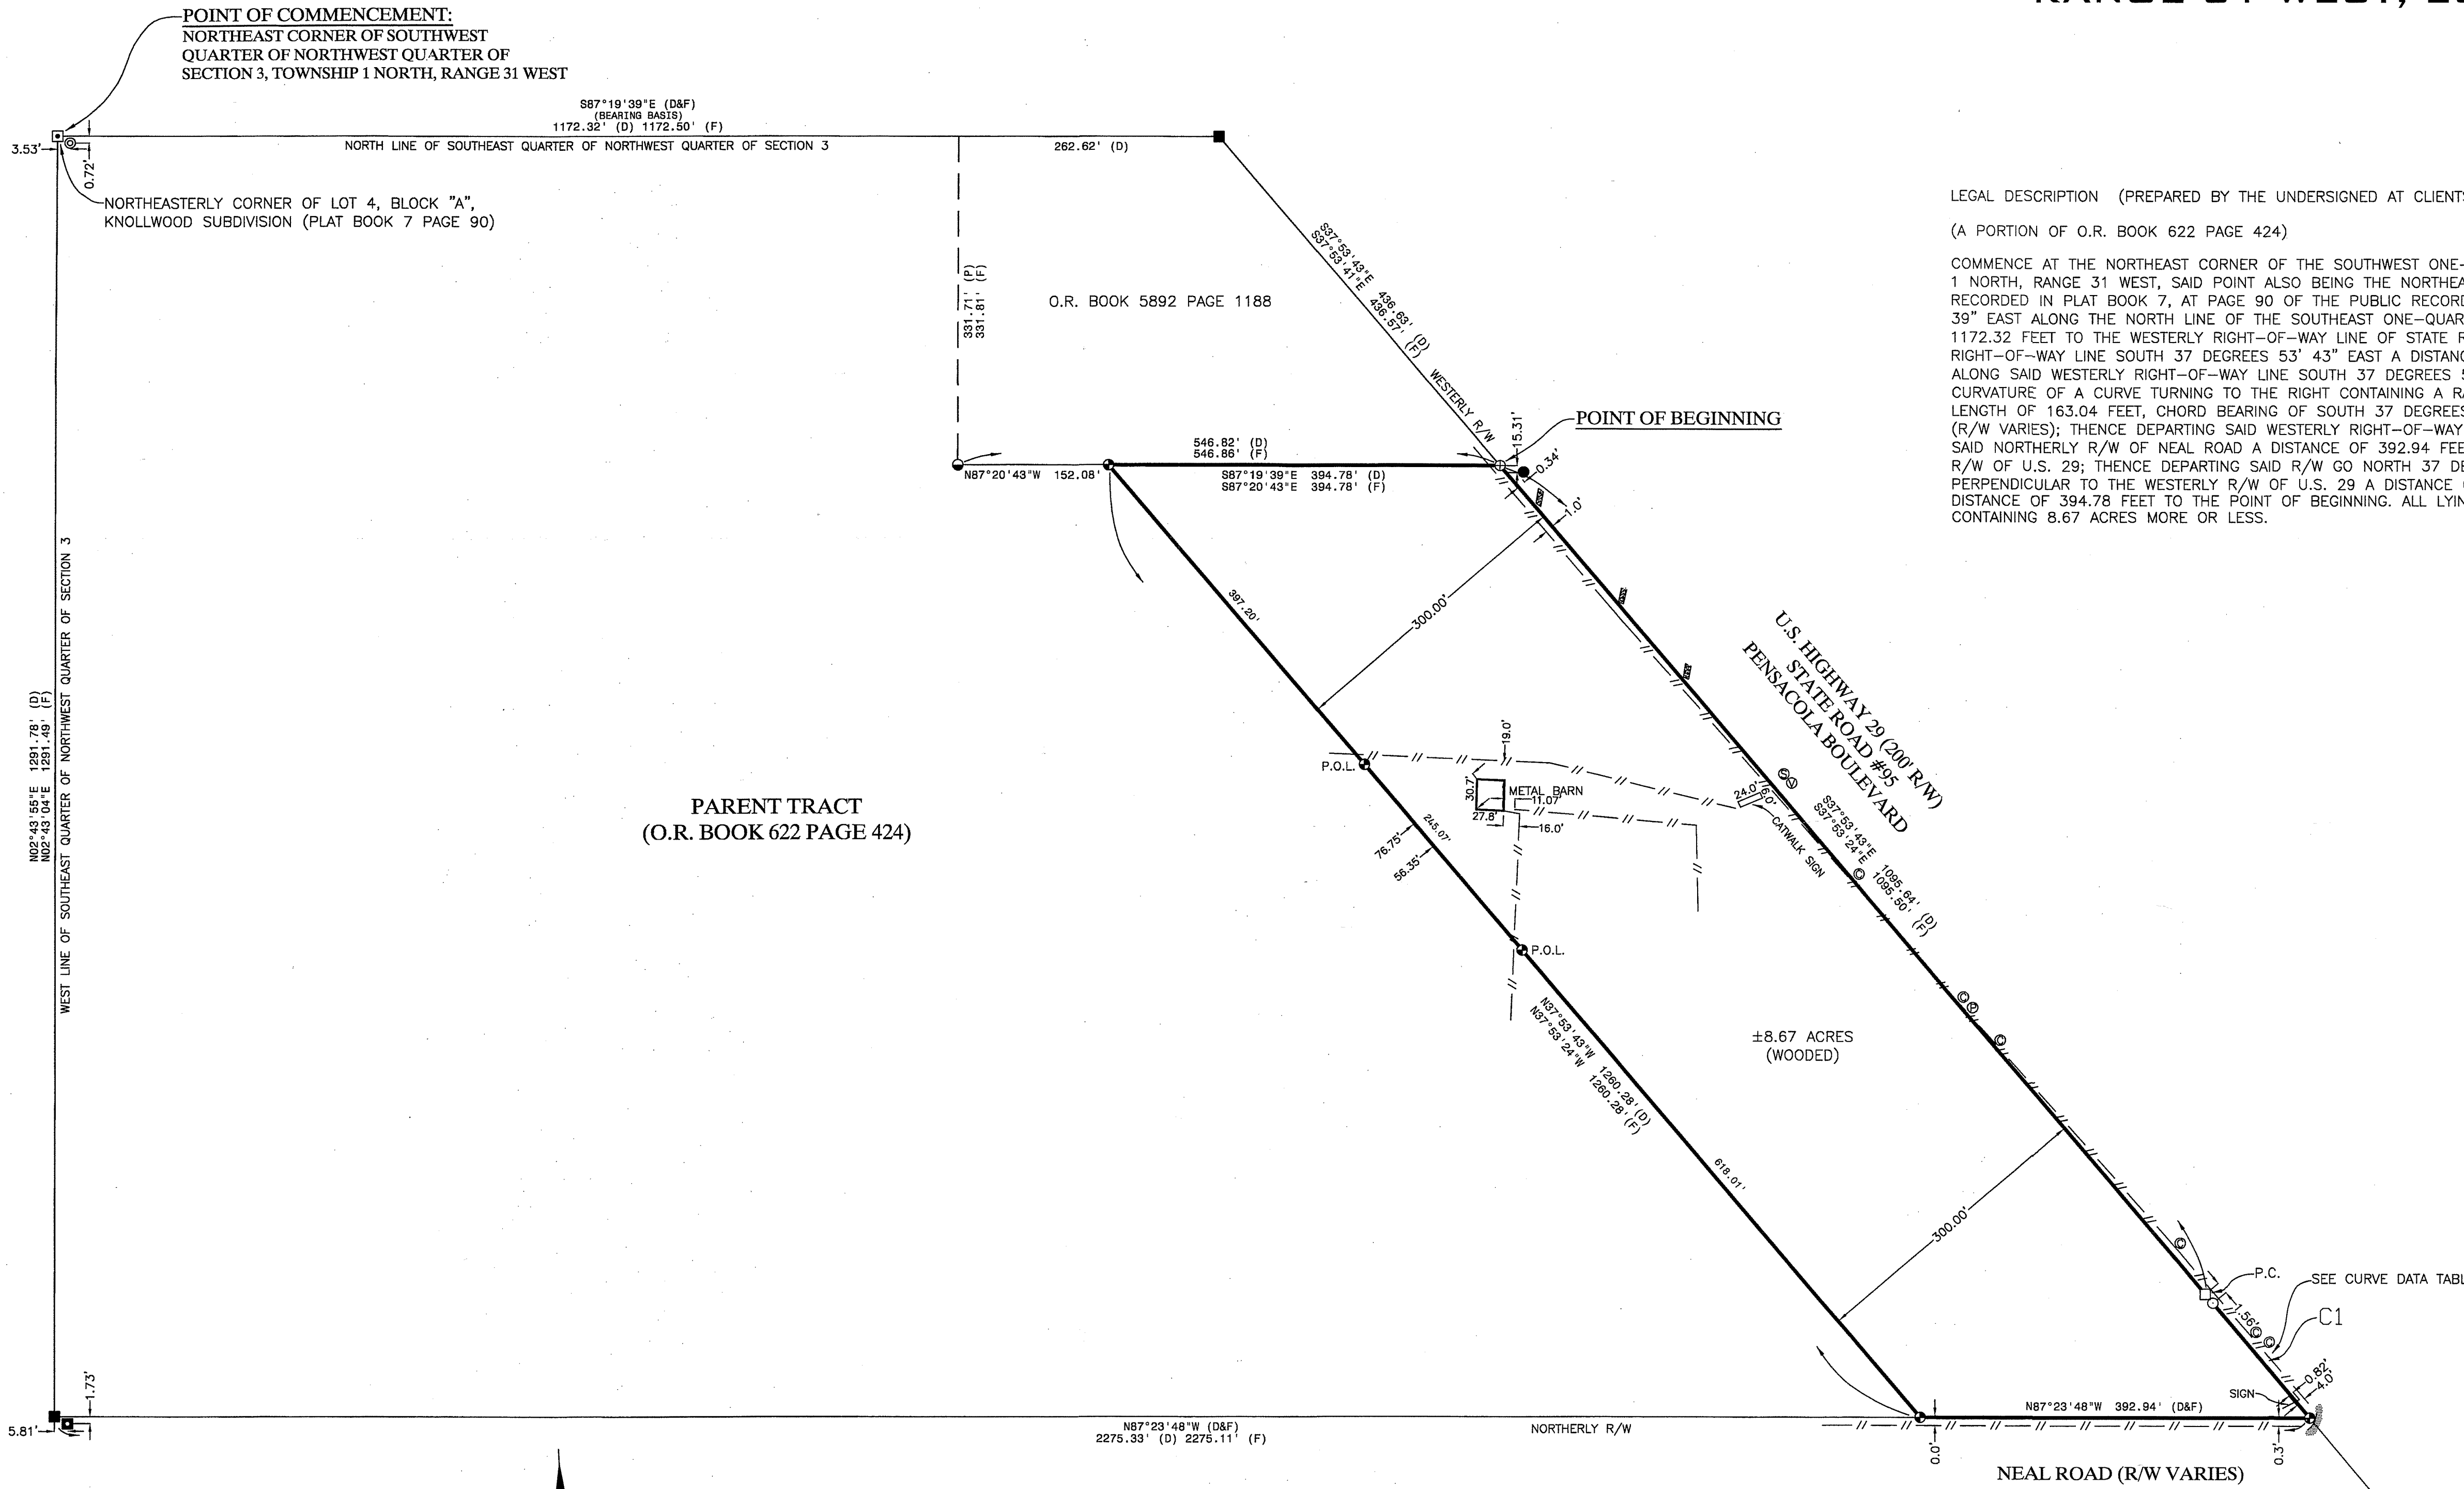 POINT OF COMMENCEMENT:
NORTHEAST CORNER OF SOUTHWEST
QUARTER OF NORTHWEST QUARTER OF
SECTION 3, TOWNSHIP 1 NORTH, RANGE 31 WEST
S87°19'39"E (D&F)
(BEARING BASIS)
1172.32' (D) 1172.50' (F)
NORTH LINE OF SOUTHEAST QUARTER OF NORTHWEST QUARTER OF SECTION 3
262.62' (D)
3.53'
0.72'
NORTHEASTERLY CORNER OF LOT 4, BLOCK "A",
KNOLLWOOD SUBDIVISION (PLAT BOOK 7 PAGE 90)
331.71' (P)
331.81' (F)
O.R. BOOK 5892 PAGE 1188
S37°53'43"E 436.63' (D)
S37°53'41"E 436.57' (F)
WESTERLY R/W
LEGAL DESCRIPTION (PREPARED BY THE UNDERSIGNED AT CLIENT
(A PORTION OF O.R. BOOK 622 PAGE 424)
COMMENCE AT THE NORTHEAST CORNER OF THE SOUTHWEST ONE-
1 NORTH, RANGE 31 WEST, SAID POINT ALSO BEING THE NORTHEA
RECORDED IN PLAT BOOK 7, AT PAGE 90 OF THE PUBLIC RECORD
39" EAST ALONG THE NORTH LINE OF THE SOUTHEAST ONE-QUAR
1172.32 FEET TO THE WESTERLY RIGHT-OF-WAY LINE OF STATE R
RIGHT-OF-WAY LINE SOUTH 37 DEGREES 53' 43" EAST A DISTANC
ALONG SAID WESTERLY RIGHT-OF-WAY LINE SOUTH 37 DEGREES 5
CURVATURE OF A CURVE TURNING TO THE RIGHT CONTAINING A RA
LENGTH OF 163.04 FEET, CHORD BEARING OF SOUTH 37 DEGREES
(R/W VARIES); THENCE DEPARTING SAID WESTERLY RIGHT-OF-WAY
SAID NORTHERLY R/W OF NEAL ROAD A DISTANCE OF 392.94 FEE
R/W OF U.S. 29; THENCE DEPARTING SAID R/W GO NORTH 37 DE
PERPENDICULAR TO THE WESTERLY R/W OF U.S. 29 A DISTANCE
DISTANCE OF 394.78 FEET TO THE POINT OF BEGINNING. ALL LYIN
CONTAINING 8.67 ACRES MORE OR LESS.
POINT OF BEGINNING
15.31'
0.34'
1.0'
546.82' (D)
546.86' (F)
N87°20'43"W 152.08'
S87°19'39"E 394.78' (D)
S87°20'43"E 394.78' (F)
397.20'
300.00'
U.S. HIGHWAY 29 (200' R/W)
STATE ROAD #95
PENSACOLA BOULEVARD
WEST LINE OF SOUTHEAST QUARTER OF NORTHWEST QUARTER OF SECTION 3
N02°43'55"E 1291.78' (D)
N02°43'04"E 1291.49' (F)
PARENT TRACT
(O.R. BOOK 622 PAGE 424)
P.O.L.
19.0'
30.7'
METAL BARN
11.07'
27.8'
16.0'
24.0'
6.0'
CATWALK SIGN
S V
S37°53'43"E 1095.64' (D)
S37°53'24"E 1095.50' (F)
C
76.75'
56.35'
245.07'
P.O.L.
N37°53'43"W 1260.28' (D)
N37°53'24"W 1260.28' (F)
C P
C
±8.67 ACRES
(WOODED)
618.01'
300.00'
C
P.C.
SEE CURVE DATA TABL
C1
1.56'
C C
0.82'
4.0'
SIGN
1.73'
5.81'
N87°23'48"W (D&F)
2275.33' (D) 2275.11' (F)
NORTHERLY R/W
N87°23'48"W 392.94' (D&F)
0.0'
0.3'
NEAL ROAD (R/W VARIES)